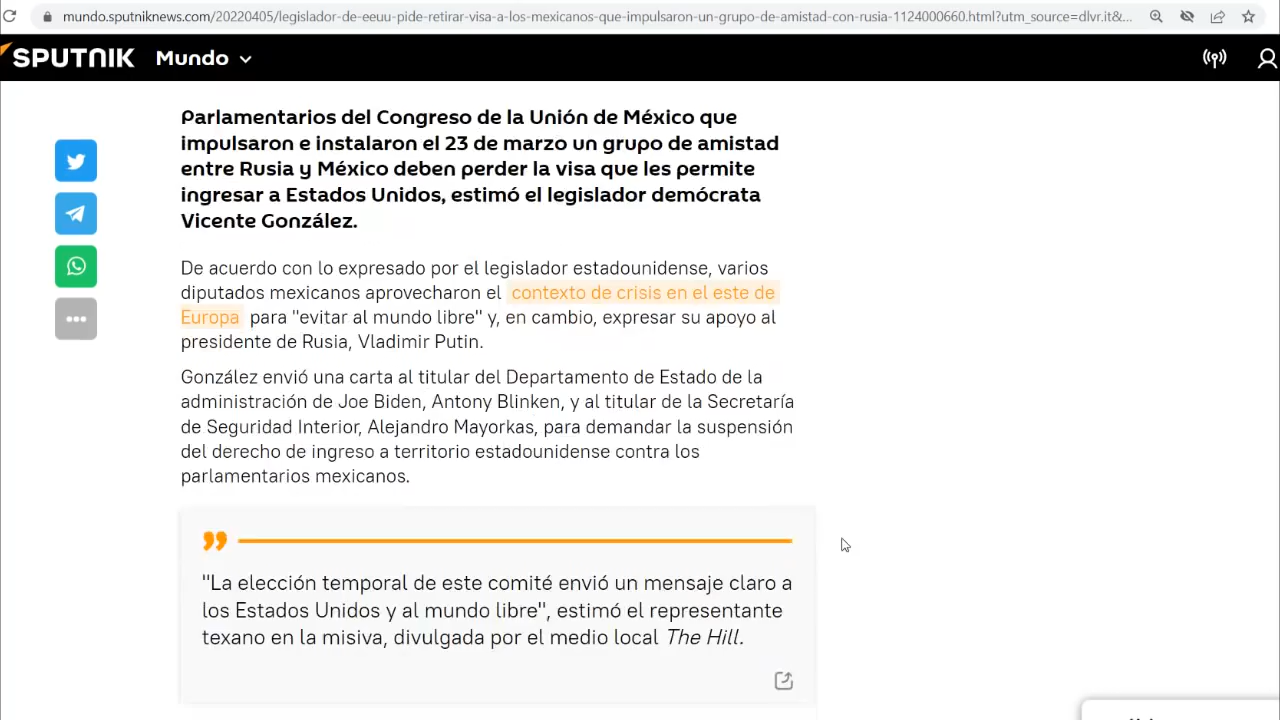 mundo.sputniknews.com/20220405/legislador-de-eeuu-pide-retirar-visa-a-los-mexicanos-que-impulsaron-un-grupo-de-amistad-con-rusia-1124000660.html?utm_source=dlvr.it&...
SPUTNIK Mundo
Parlamentarios del Congreso de la Unión de México que
impulsaron e instalaron el 23 de marzo un grupo de amistad
entre Rusia y México deben perder la visa que les permite
ingresar a Estados Unidos, estimó el legislador demócrata
Vicente González.
De acuerdo con lo expresado por el legislador estadounidense, varios
diputados mexicanos aprovecharon el contexto de crisis en el este de
Europa para "evitar al mundo libre" y, en cambio, expresar su apoyo al
presidente de Rusia, Vladimir Putin.
González envió una carta al titular del Departamento de Estado de la
administración de Joe Biden, Antony Blinken, y al titular de la Secretaría
de Seguridad Interior, Alejandro Mayorkas, para demandar la suspensión
del derecho de ingreso a territorio estadounidense contra los
parlamentarios mexicanos.
"La elección temporal de este comité envió un mensaje claro a
los Estados Unidos y al mundo libre", estimó el representante
texano en la misiva, divulgada por el medio local The Hill.